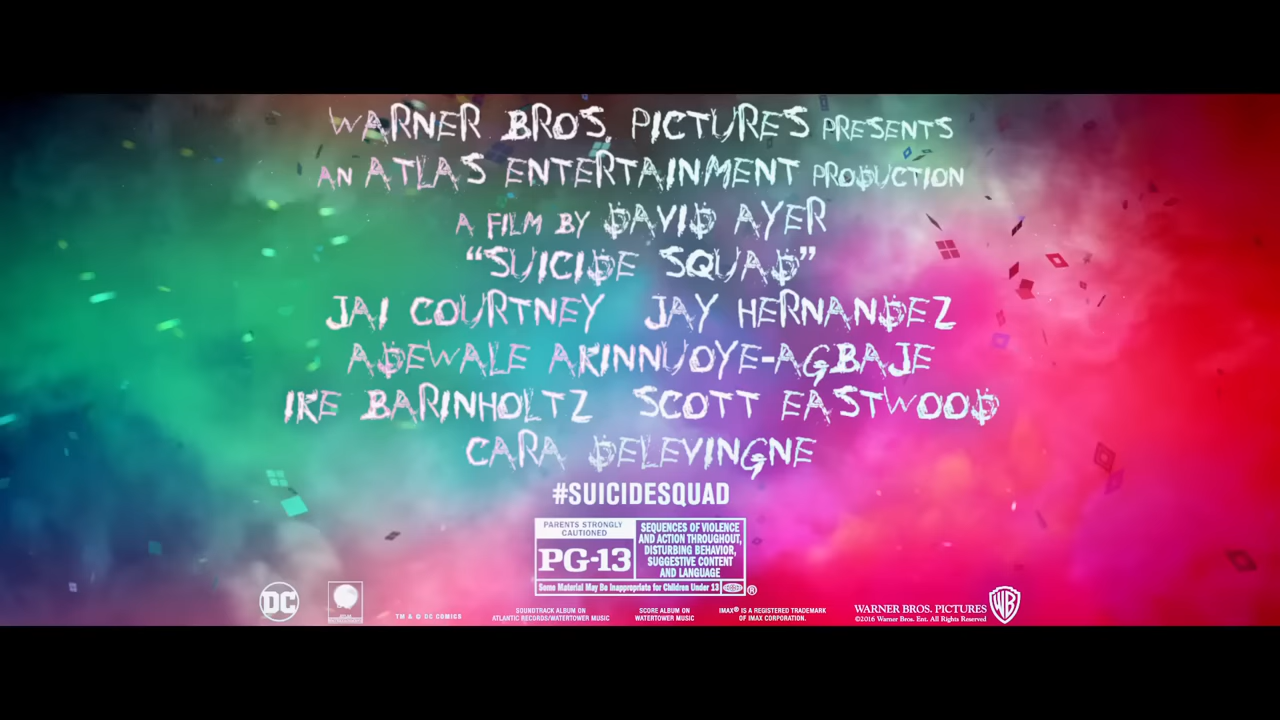 WARNER BROS. PICTURES PRESENTS
AN ATLAS ENTERTAINMENT PRODUCTION
A FILM BY DAVID AYER
“SUICIDE SQUAD”
JAI COURTNEY JAY HERNANDEZ
ADEWALE AKINNUOYE-AGBAJE
IKE BARINHOLTZ SCOTT EASTWOOD
CARA DELEVINGNE
#SUICIDESQUAD
PARENTS STRONGLY
CAUTIONED
PG-13
SEQUENCES OF VIOLENCE
AND ACTION THROUGHOUT,
DISTURBING BEHAVIOR,
SUGGESTIVE CONTENT
AND LANGUAGE
Some Material May Be Inappropriate for Children Under 13
®
DC
TM & © DC COMICS
SOUNDTRACK ALBUM ON
ATLANTIC RECORDS/WATERTOWER MUSIC
SCORE ALBUM ON
WATERTOWER MUSIC
IMAX® IS A REGISTERED TRADEMARK
OF IMAX CORPORATION.
WARNER BROS. PICTURES
©2016 Warner Bros. Ent. All Rights Reserved
WB